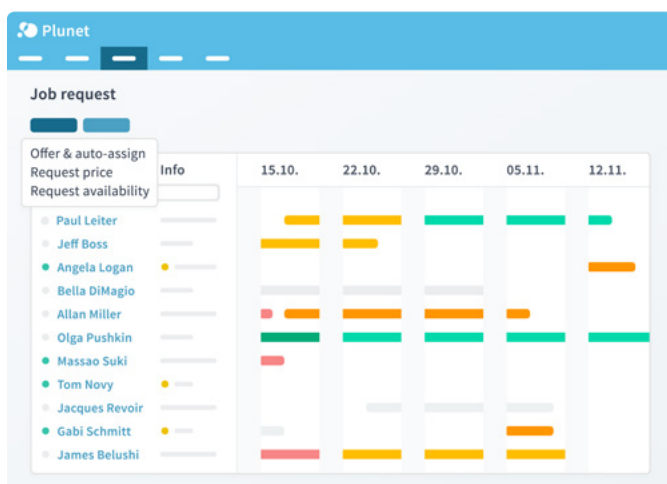 Plunet
Job request
Offer & auto-assign
Request price
Request availability
Info 15.10. 22.10. 29.10. 05.11. 12.11.
Paul Leiter
Jeff Boss
Angela Logan
Bella DiMagio
Allan Miller
Olga Pushkin
Massao Suki
Tom Novy
Jacques Revoir
Gabi Schmitt
James Belushi